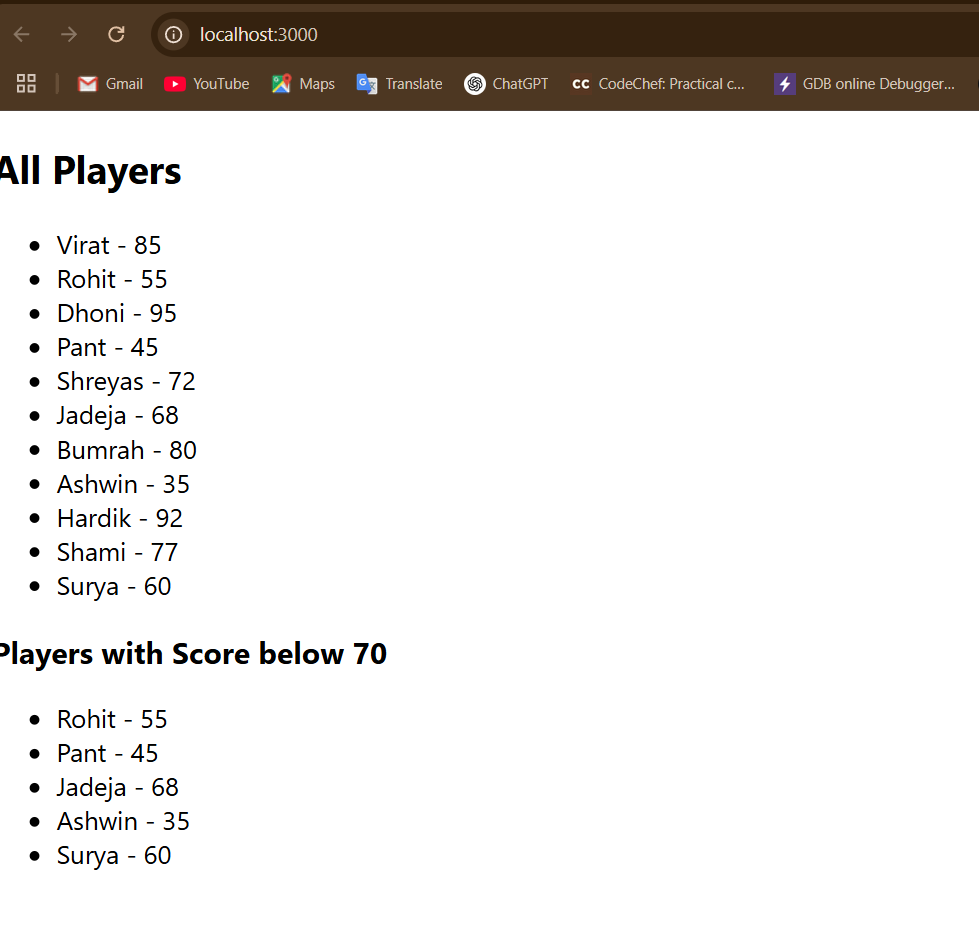 localhost:3000
Gmail YouTube Maps Translate ChatGPT CC CodeChef: Practical c... GDB online Debugger...
All Players
• Virat - 85
• Rohit - 55
• Dhoni - 95
• Pant - 45
• Shreyas - 72
• Jadeja - 68
• Bumrah - 80
• Ashwin - 35
• Hardik - 92
• Shami - 77
• Surya - 60
Players with Score below 70
• Rohit - 55
• Pant - 45
• Jadeja - 68
• Ashwin - 35
• Surya - 60